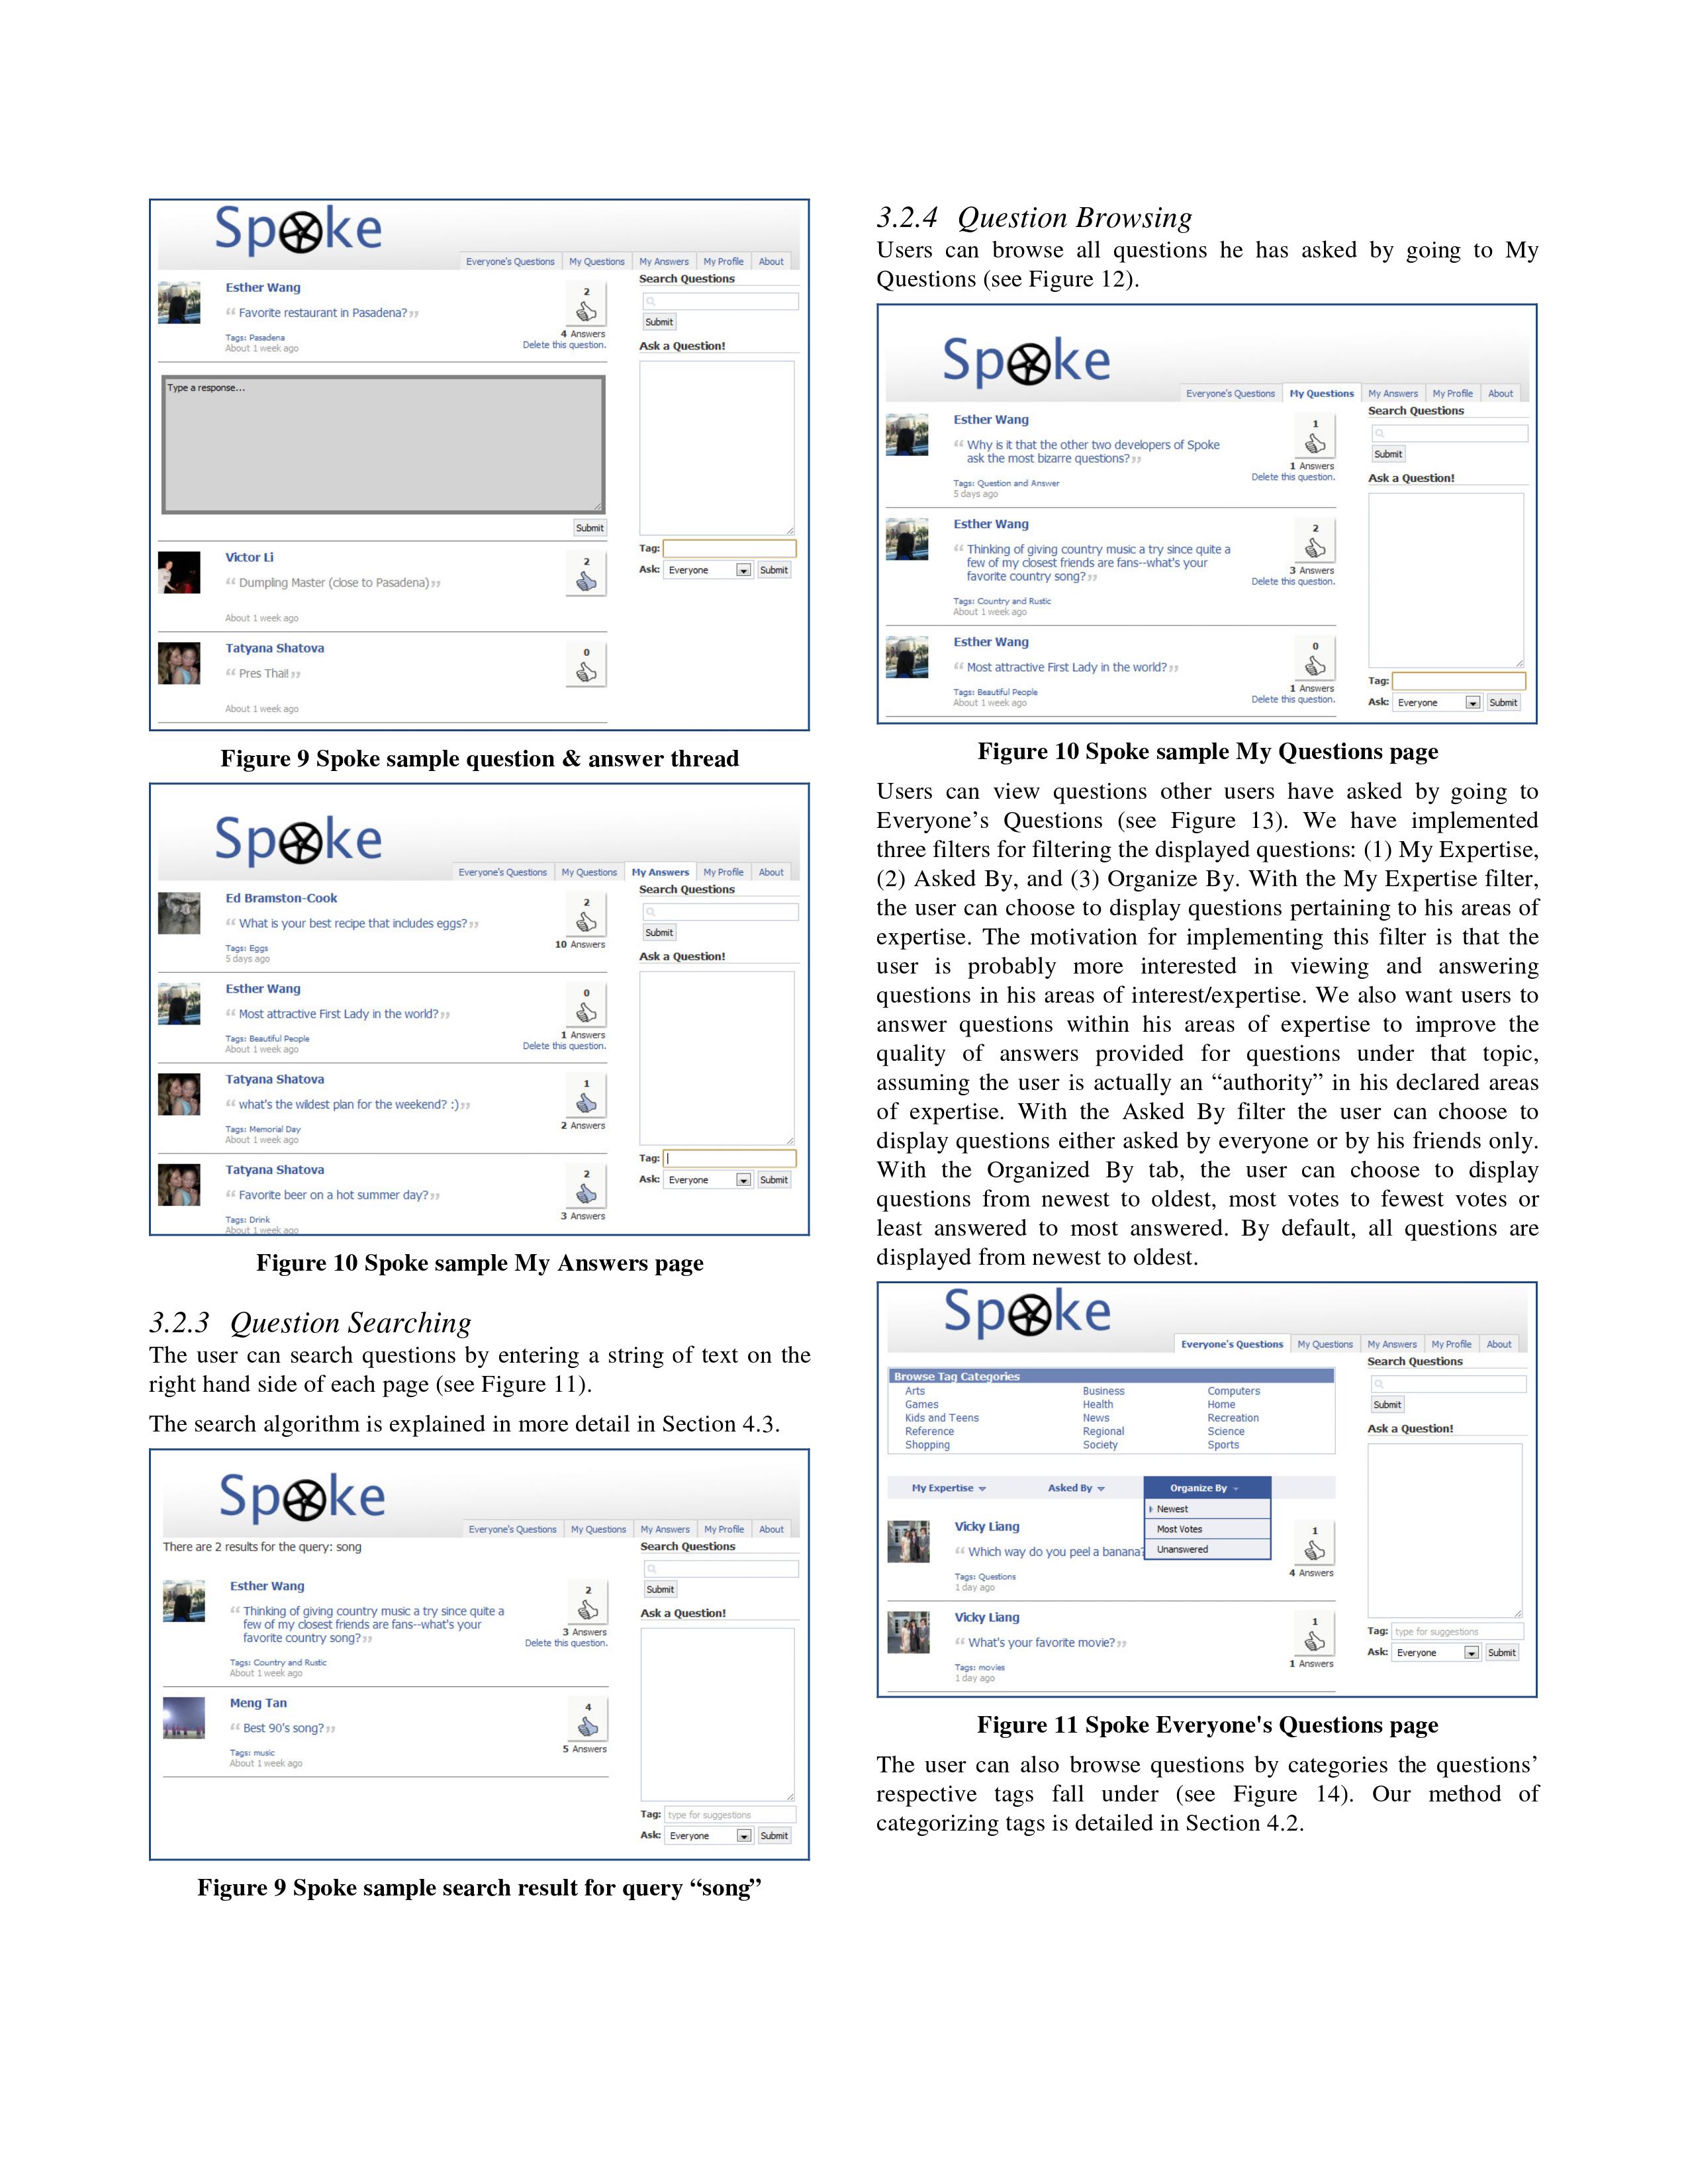 Spoke
Everyone's Questions My Questions My Answers My Profile About
Esther Wang
“ Favorite restaurant in Pasadena? ”
Tags: Pasadena
About 1 week ago
2
4 Answers
Delete this question.
Type a response...
Submit
Victor Li
“ Dumpling Master (close to Pasadena) ”
About 1 week ago
2
Tatyana Shatova
“ Pres Thai! ”
About 1 week ago
0
Search Questions
Submit
Ask a Question!
Tag:
Ask: Everyone Submit
Figure 9 Spoke sample question & answer thread
Spoke
Everyone's Questions My Questions My Answers My Profile About
Ed Bramston-Cook
“ What is your best recipe that includes eggs? ”
Tags: Eggs
5 days ago
2
10 Answers
Esther Wang
“ Most attractive First Lady in the world? ”
Tags: Beautiful People
About 1 week ago
0
1 Answers
Delete this question.
Tatyana Shatova
“ what's the wildest plan for the weekend? :) ”
Tags: Memorial Day
About 1 week ago
1
2 Answers
Tatyana Shatova
“ Favorite beer on a hot summer day? ”
Tags: Drink
About 1 week ago
2
3 Answers
Search Questions
Submit
Ask a Question!
Tag:
Ask: Everyone Submit
Figure 10 Spoke sample My Answers page
3.2.3 Question Searching
The user can search questions by entering a string of text on the
right hand side of each page (see Figure 11).
The search algorithm is explained in more detail in Section 4.3.
Spoke
Everyone's Questions My Questions My Answers My Profile About
There are 2 results for the query: song
Esther Wang
“ Thinking of giving country music a try since quite a
few of my closest friends are fans--what's your
favorite country song? ”
Tags: Country and Rustic
About 1 week ago
2
3 Answers
Delete this question.
Meng Tan
“ Best 90's song? ”
Tags: music
About 1 week ago
4
5 Answers
Search Questions
Submit
Ask a Question!
Tag: type for suggestions
Ask: Everyone Submit
Figure 9 Spoke sample search result for query “song”
3.2.4 Question Browsing
Users can browse all questions he has asked by going to My
Questions (see Figure 12).
Spoke
Everyone's Questions My Questions My Answers My Profile About
Esther Wang
“ Why is it that the other two developers of Spoke
ask the most bizarre questions? ”
Tags: Question and Answer
5 days ago
1
1 Answers
Delete this question.
Esther Wang
“ Thinking of giving country music a try since quite a
few of my closest friends are fans--what's your
favorite country song? ”
Tags: Country and Rustic
About 1 week ago
2
3 Answers
Delete this question.
Esther Wang
“ Most attractive First Lady in the world? ”
Tags: Beautiful People
About 1 week ago
0
1 Answers
Delete this question.
Search Questions
Submit
Ask a Question!
Tag:
Ask: Everyone Submit
Figure 10 Spoke sample My Questions page
Users can view questions other users have asked by going to
Everyone’s Questions (see Figure 13). We have implemented
three filters for filtering the displayed questions: (1) My Expertise,
(2) Asked By, and (3) Organize By. With the My Expertise filter,
the user can choose to display questions pertaining to his areas of
expertise. The motivation for implementing this filter is that the
user is probably more interested in viewing and answering
questions in his areas of interest/expertise. We also want users to
answer questions within his areas of expertise to improve the
quality of answers provided for questions under that topic,
assuming the user is actually an “authority” in his declared areas
of expertise. With the Asked By filter the user can choose to
display questions either asked by everyone or by his friends only.
With the Organized By tab, the user can choose to display
questions from newest to oldest, most votes to fewest votes or
least answered to most answered. By default, all questions are
displayed from newest to oldest.
Spoke
Everyone's Questions My Questions My Answers My Profile About
Browse Tag Categories
Arts Business Computers
Games Health Home
Kids and Teens News Recreation
Reference Regional Science
Shopping Society Sports
My Expertise Asked By Organize By
Newest
Most Votes
Unanswered
Vicky Liang
“ Which way do you peel a banana?
Tags: Questions
1 day ago
1
4 Answers
Vicky Liang
“ What's your favorite movie? ”
Tags: movies
1 day ago
1
1 Answers
Search Questions
Submit
Ask a Question!
Tag: type for suggestions
Ask: Everyone Submit
Figure 11 Spoke Everyone's Questions page
The user can also browse questions by categories the questions’
respective tags fall under (see Figure 14). Our method of
categorizing tags is detailed in Section 4.2.